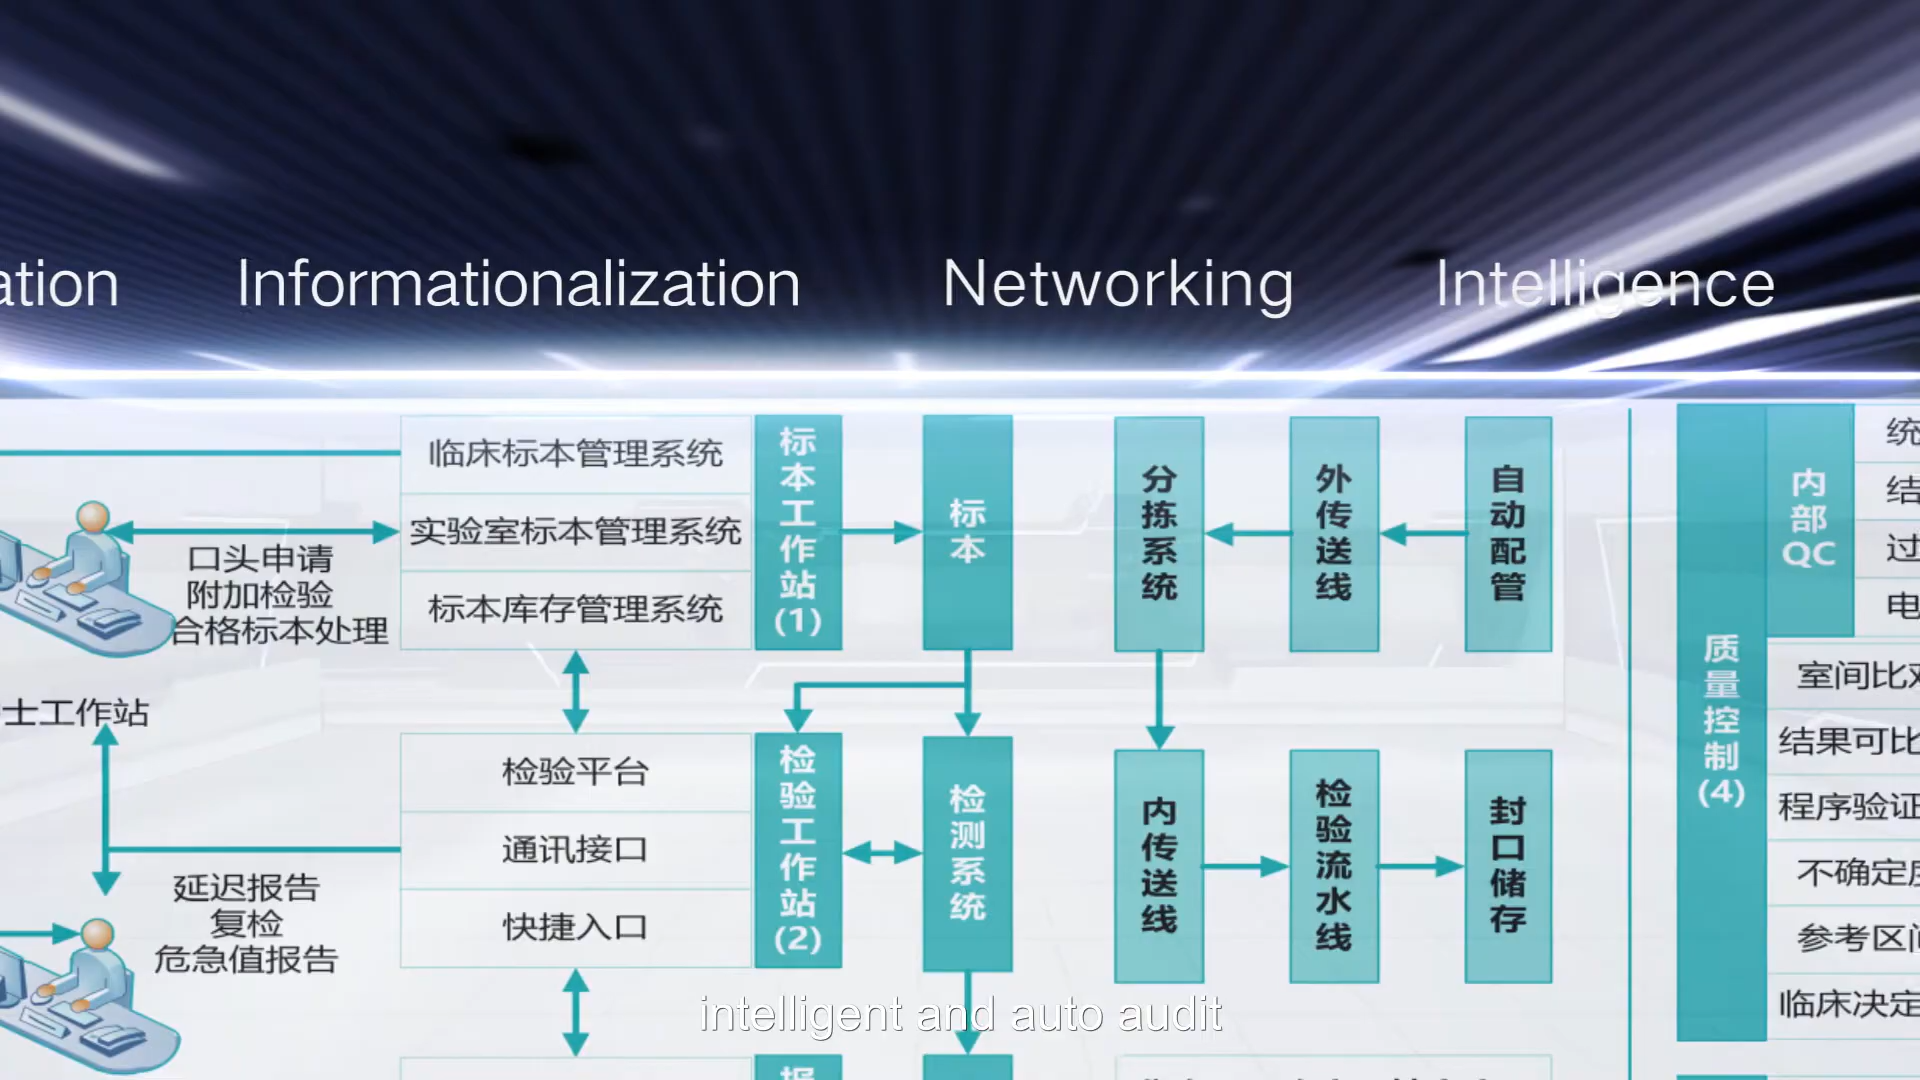 ation Informationalization Networking Intelligence
临床标本管理系统
实验室标本管理系统
标本库存管理系统
标本工作站(1)
标本
分拣系统
外传送线
自动配管
口头申请
附加检验
合格标本处理
士工作站
检验平台
通讯接口
快捷入口
检验工作站(2)
检测系统
内传送线
检验流水线
封口储存
延迟报告
复检
危急值报告
质量控制(4)
内部QC
统
结
过
电
室间比对
结果可比
程序验证
不确定度
参考区间
临床决定
intelligent and auto audit